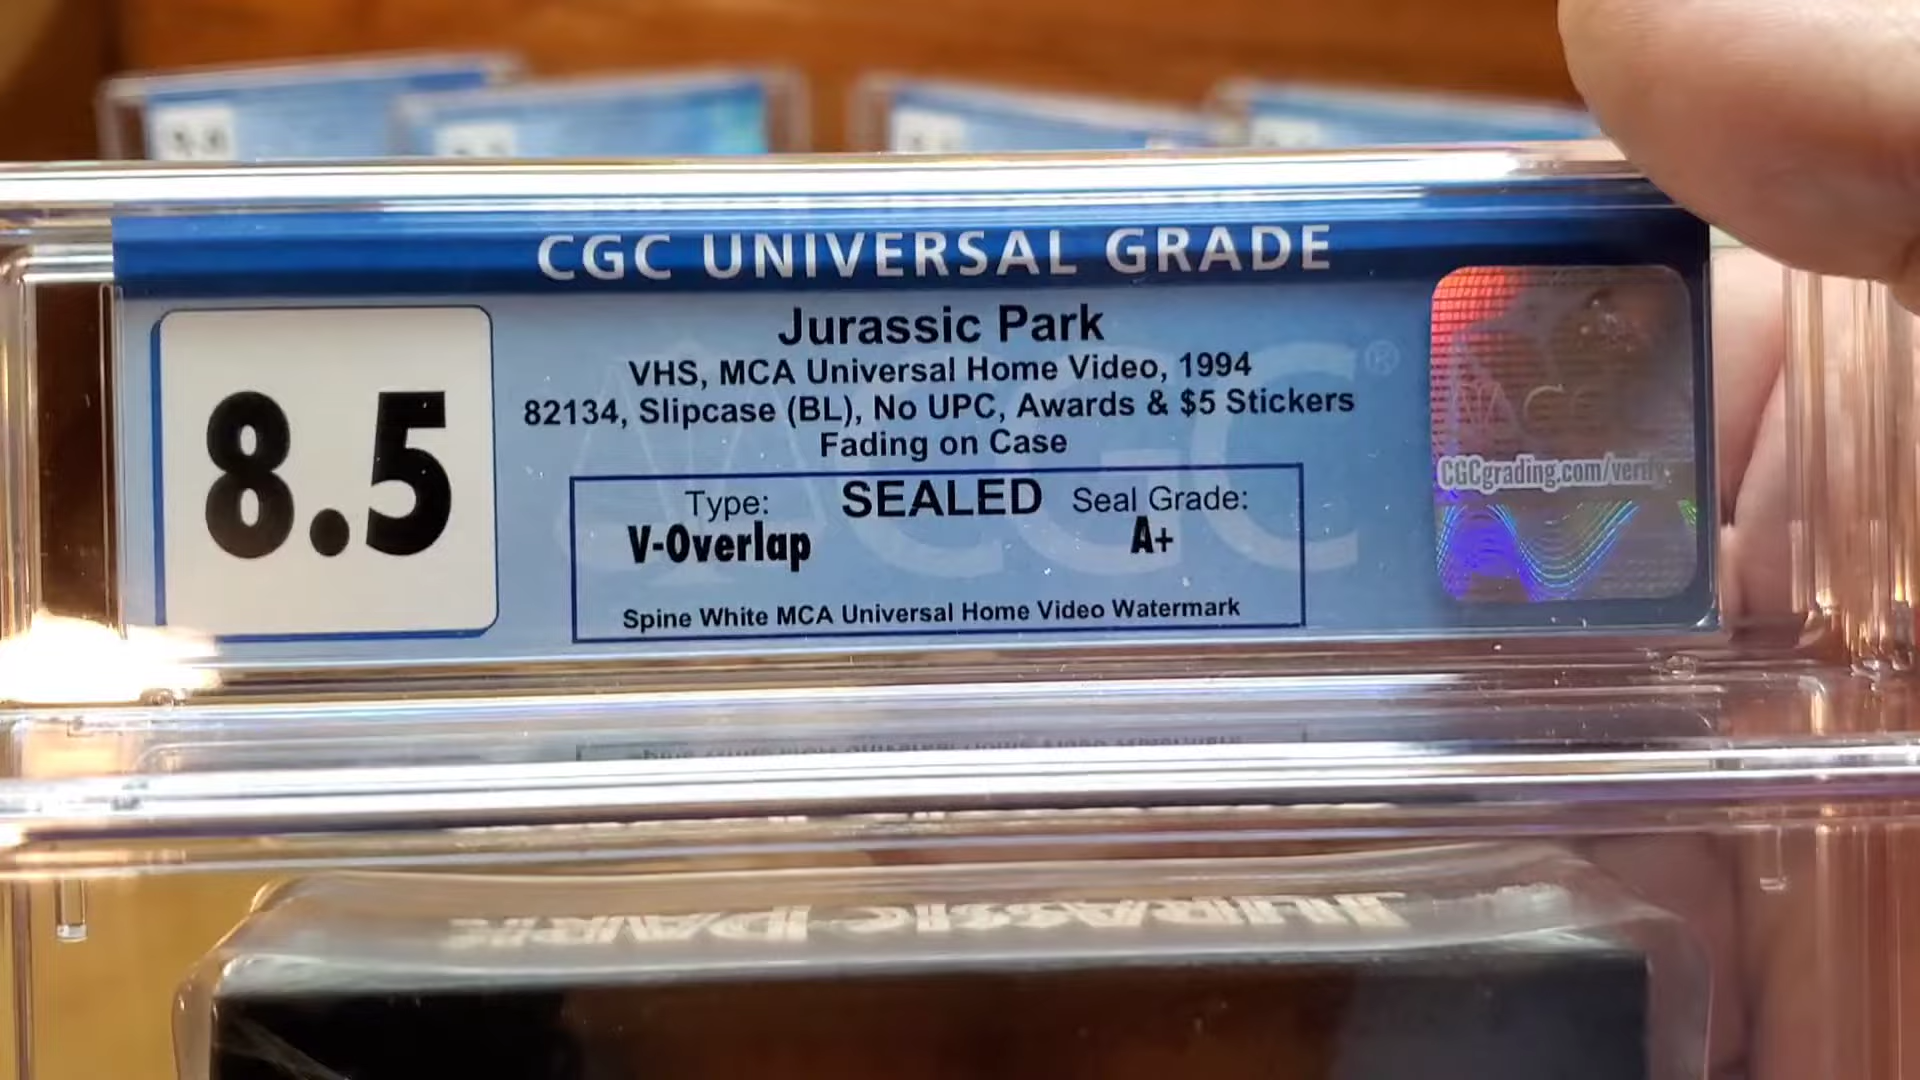 CGC UNIVERSAL GRADE
8.5
Jurassic Park
VHS, MCA Universal Home Video, 1994
82134, Slipcase (BL), No UPC, Awards & $5 Stickers
Fading on Case
Type: SEALED Seal Grade:
V-Overlap A+
Spine White MCA Universal Home Video Watermark
CGC
CGCgrading.com/verify
JURASSIC PARK